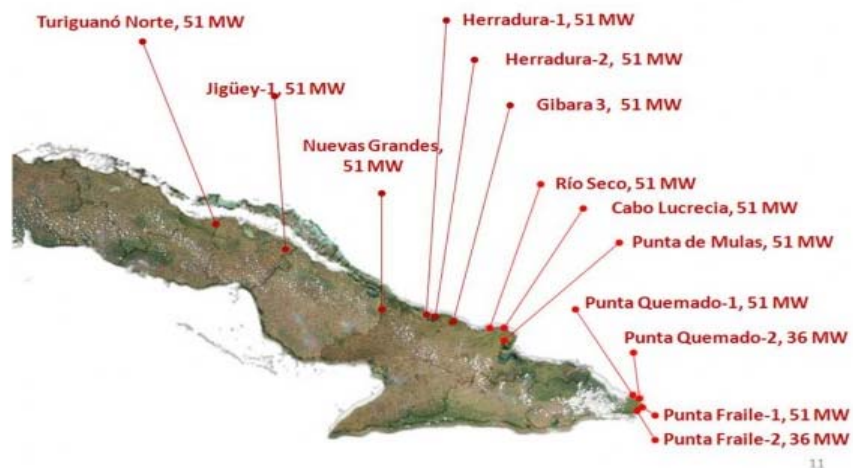 Turiguanó Norte, 51 MW
Herradura-1, 51 MW
Herradura-2, 51 MW
Jigüey-1, 51 MW
Gibara 3, 51 MW
Nuevas Grandes,
51 MW
Río Seco, 51 MW
Cabo Lucrecia, 51 MW
Punta de Mulas, 51 MW
Punta Quemado-1, 51 MW
Punta Quemado-2, 36 MW
Punta Fraile-1, 51 MW
Punta Fraile-2, 36 MW
11